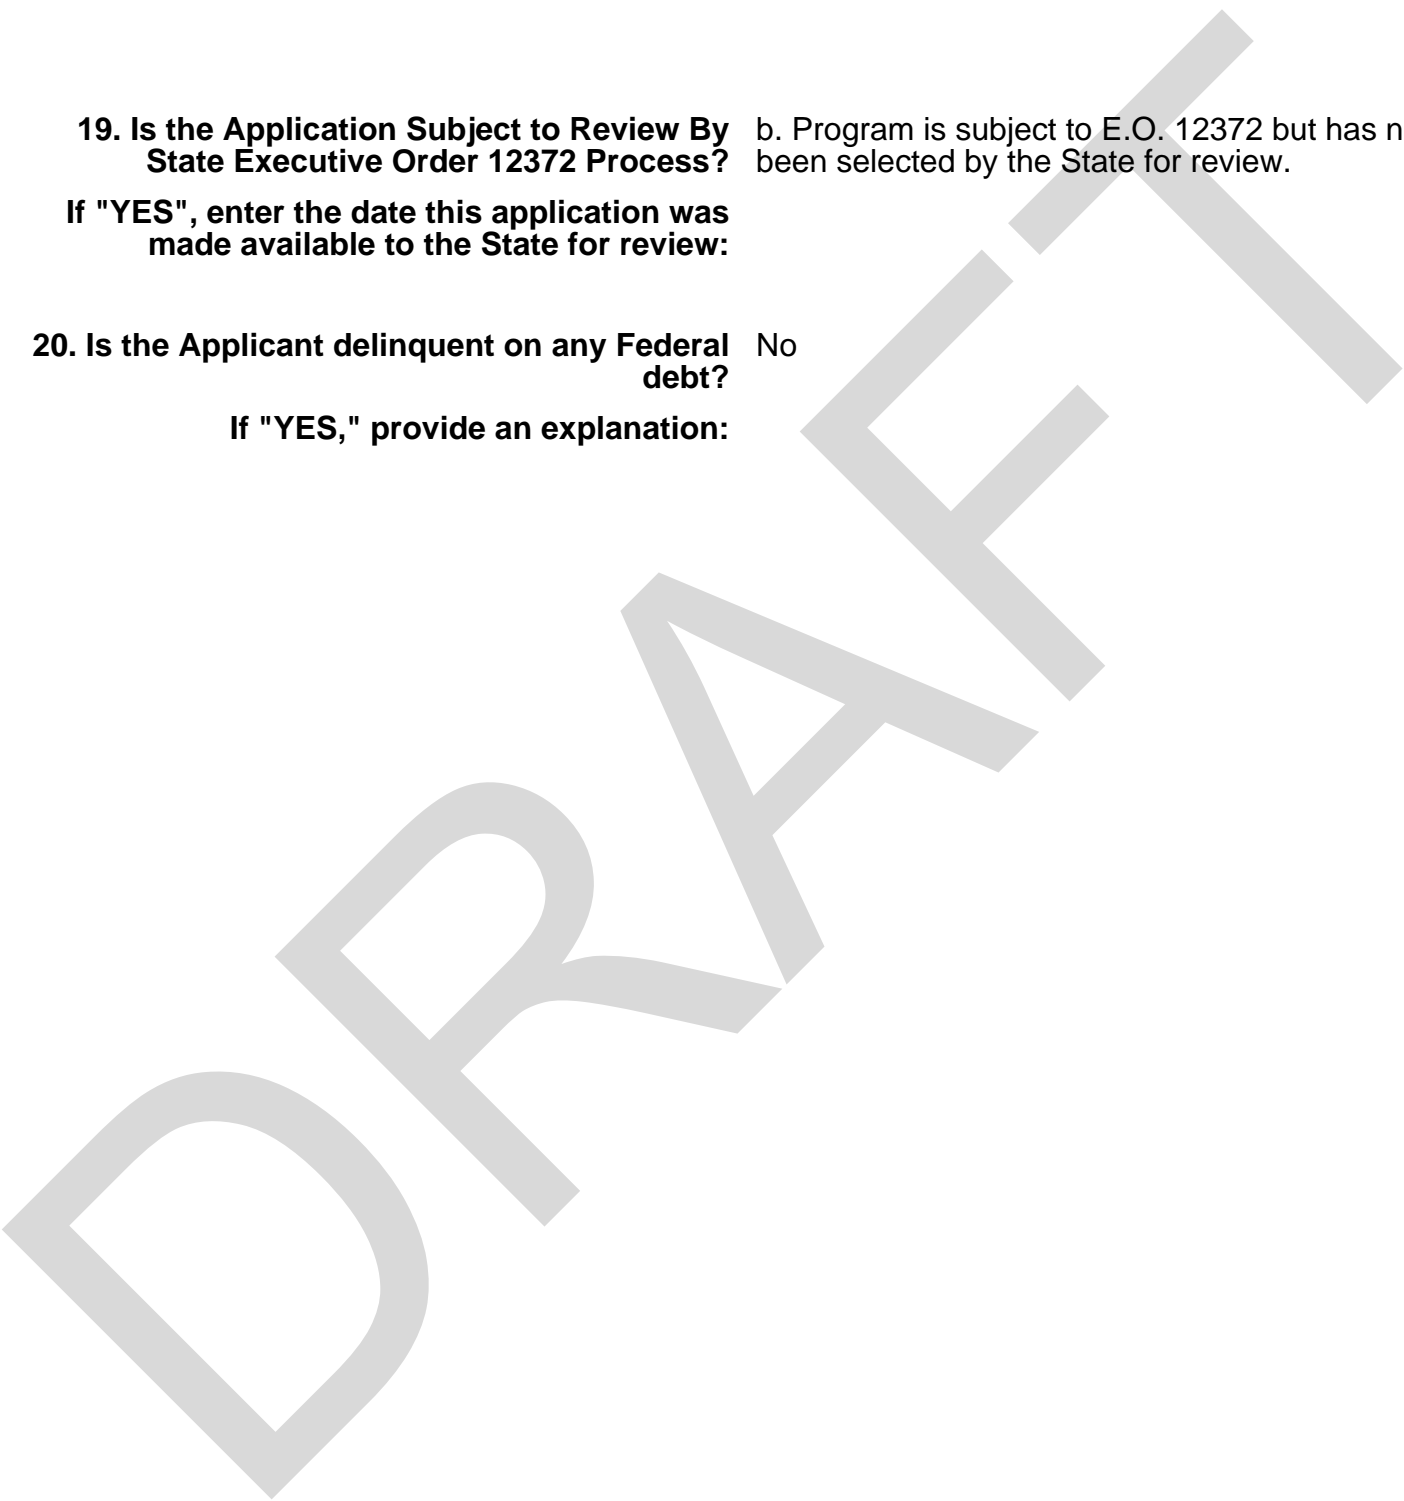 19. Is the Application Subject to Review By
State Executive Order 12372 Process?
b. Program is subject to E.O. 12372 but has n
been selected by the State for review.
If "YES", enter the date this application was
made available to the State for review:
20. Is the Applicant delinquent on any Federal
debt?
No
If "YES," provide an explanation:
DRAFT